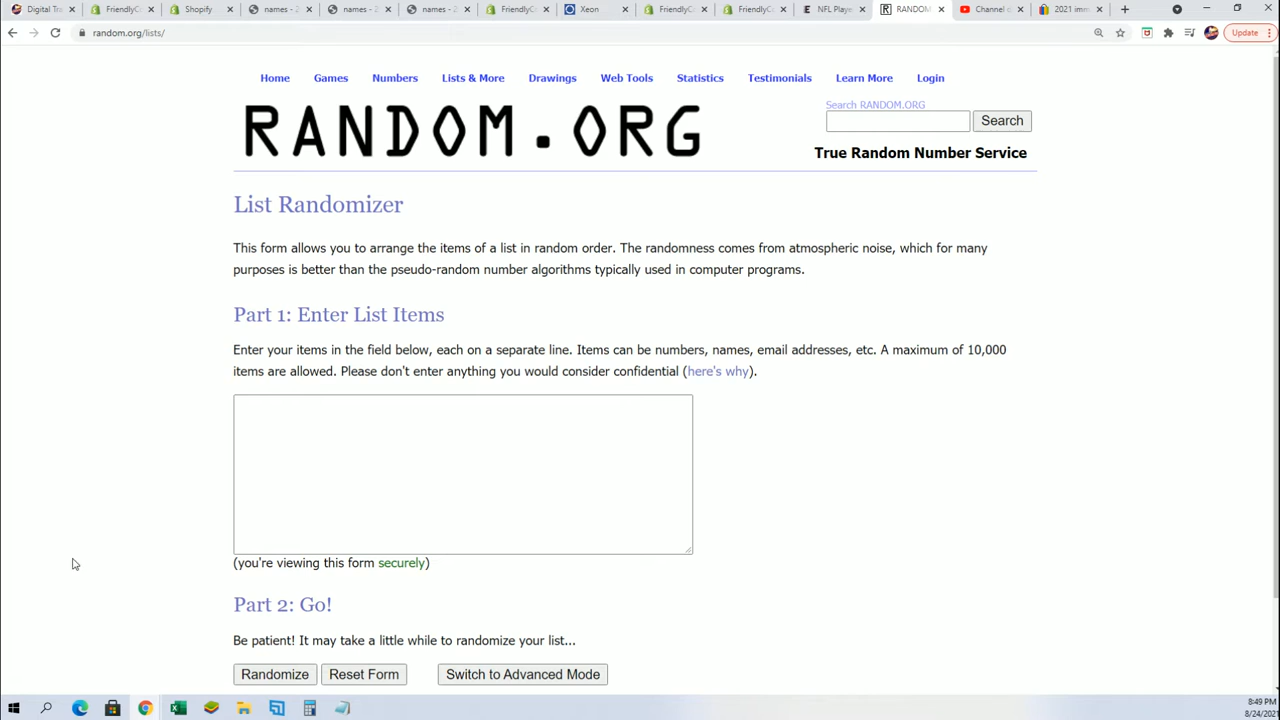 Digital Tra
FriendlyCa
Shopify
names - 2
names - 2
names - 2
FriendlyCa
Xeon
FriendlyCa
FriendlyCa
NFL Playe
RANDOM
Channel d
2021 imm
random.org/lists/
Update
Home Games Numbers Lists & More Drawings Web Tools Statistics Testimonials Learn More Login
RANDOM.ORG
Search RANDOM.ORG
Search
True Random Number Service
List Randomizer
This form allows you to arrange the items of a list in random order. The randomness comes from atmospheric noise, which for many
purposes is better than the pseudo-random number algorithms typically used in computer programs.
Part 1: Enter List Items
Enter your items in the field below, each on a separate line. Items can be numbers, names, email addresses, etc. A maximum of 10,000
items are allowed. Please don't enter anything you would consider confidential (here's why).
(you're viewing this form securely)
Part 2: Go!
Be patient! It may take a little while to randomize your list...
Randomize Reset Form Switch to Advanced Mode
8:49 PM
8/24/2021